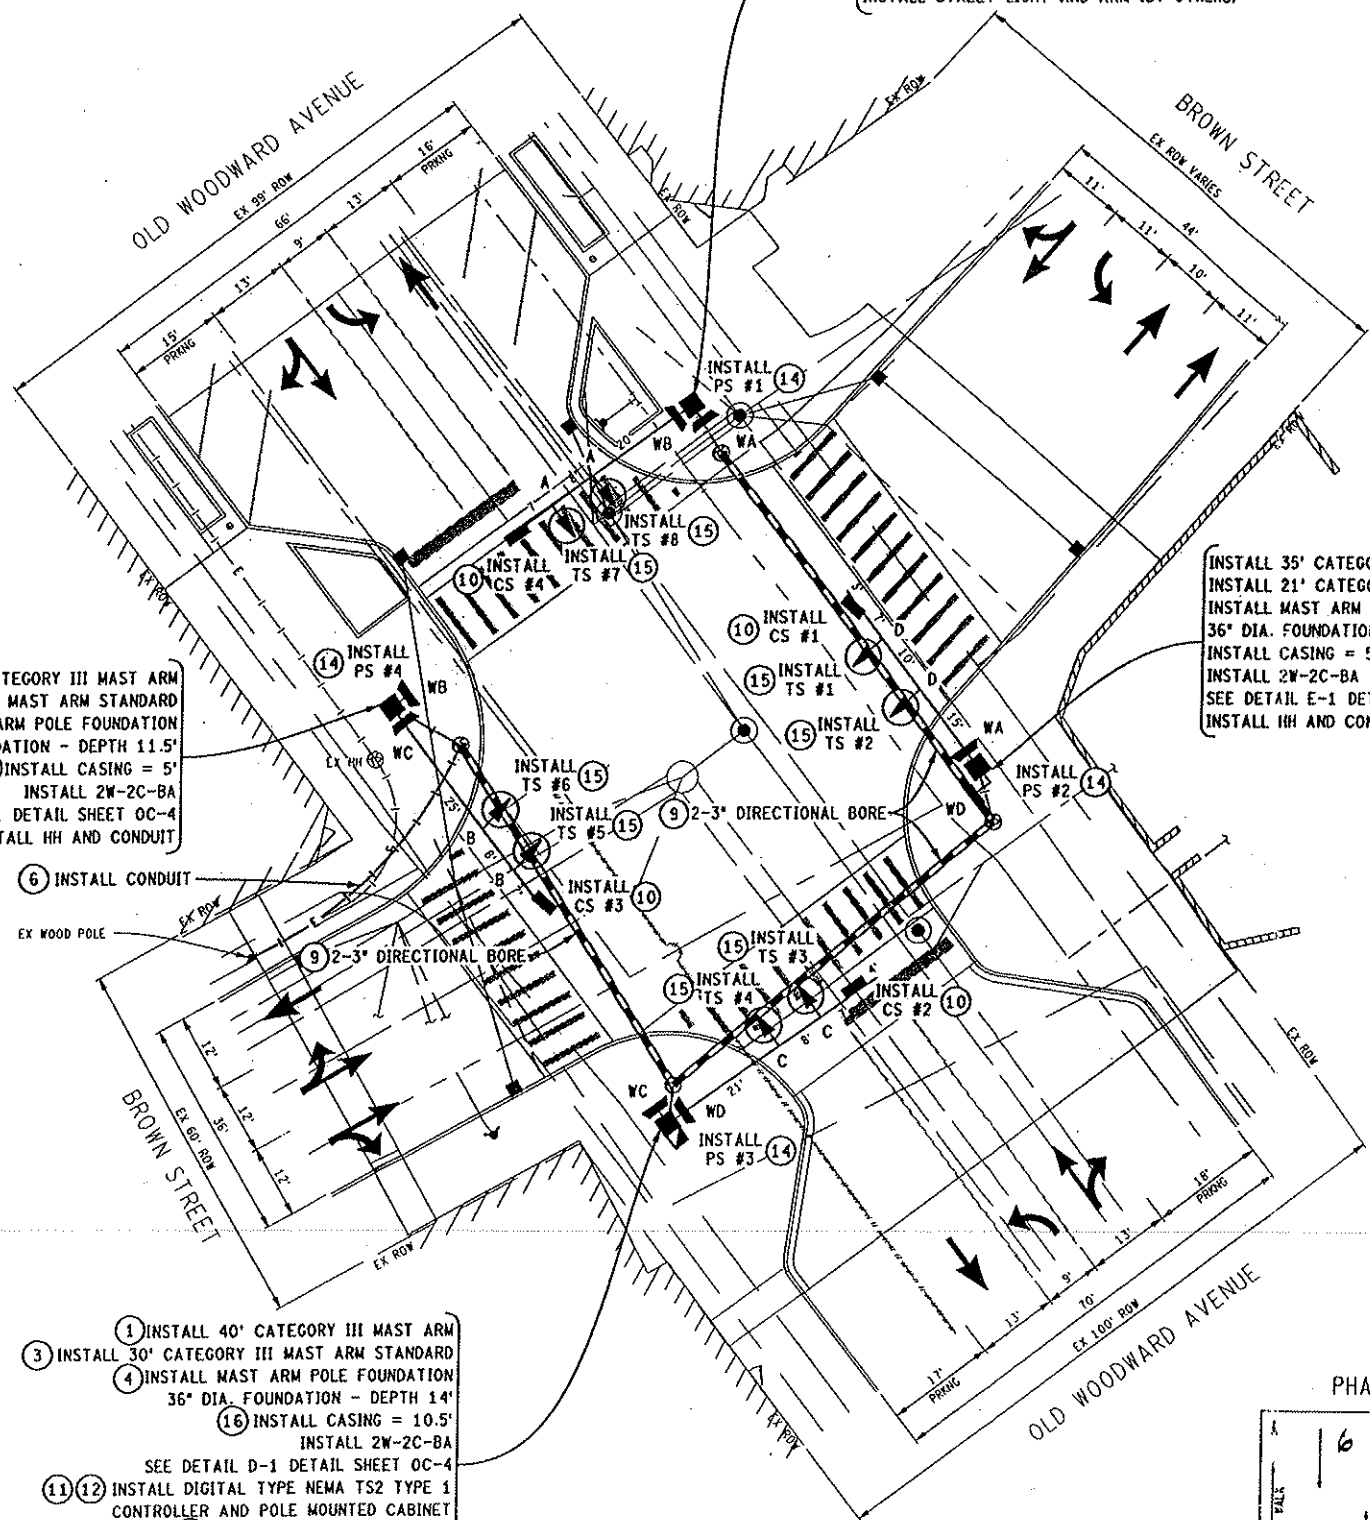 INSTALL STREET LIGHT AND ARM (BY OTHERS)
OLD WOODWARD AVENUE
EX 99' ROW
66'
16'
PRKNG
13'
9'
13'
15'
PRKNG
EX ROW
EX ROW
BROWN STREET
EX ROW VARIES
44'
11'
11'
10'
11'
EX ROW
INSTALL
PS #1 14
WB
WA
20'
A
A
INSTALL
TS #8 15
INSTALL
TS #7 15
10 INSTALL
CS #4
EX ROW
E
10 INSTALL
CS #1
15 INSTALL
TS #1
15 INSTALL
TS #2
3'
7'
D
10'
D
15'
WA
WD
INSTALL
PS #2 14
INSTALL 35' CATEGO
INSTALL 21' CATEGO
INSTALL MAST ARM
36" DIA. FOUNDATION
INSTALL CASING = 5
INSTALL 2W-2C-BA
SEE DETAIL E-1 DET
INSTALL HH AND CON
14 INSTALL
PS #4
WB
WC
EX HH
25'
B
8'
B
TEGORY III MAST ARM
MAST ARM STANDARD
ARM POLE FOUNDATION
DATION - DEPTH 11.5'
INSTALL CASING = 5'
INSTALL 2W-2C-BA
DETAIL SHEET OC-4
TALL HH AND CONDUIT
INSTALL
TS #6 15
INSTALL
TS #5 15
INSTALL
CS #3 10
9 2-3" DIRECTIONAL BORE
6 INSTALL CONDUIT
EX WOOD POLE
EX ROW
E
9 2-3" DIRECTIONAL BORE
15 INSTALL
TS #3
15 INSTALL
TS #4
INSTALL
CS #2 10
4'
C
8'
C
21'
WC
WD
INSTALL
PS #3 14
BROWN STREET
EX 60' ROW
36'
12'
12'
12'
EX ROW
EX ROW
EX ROW
18'
PRKNG
13'
9'
13'
17'
PRKNG
70'
EX 100' ROW
OLD WOODWARD AVENUE
1 INSTALL 40' CATEGORY III MAST ARM
3 INSTALL 30' CATEGORY III MAST ARM STANDARD
4 INSTALL MAST ARM POLE FOUNDATION
36" DIA. FOUNDATION - DEPTH 14'
16 INSTALL CASING = 10.5'
INSTALL 2W-2C-BA
SEE DETAIL D-1 DETAIL SHEET OC-4
11 12 INSTALL DIGITAL TYPE NEMA TS2 TYPE 1
CONTROLLER AND POLE MOUNTED CABINET
PHA
6
WALK